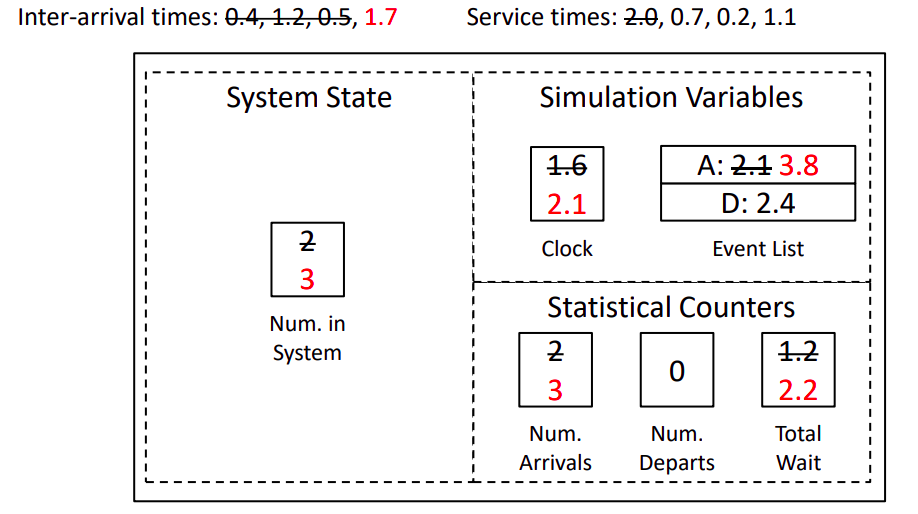 Inter-arrival times: 0.4, 1.2, 0.5, 1.7
Service times: 2.0, 0.7, 0.2, 1.1
System State
2
3
Num. in
System
Simulation Variables
1.6
2.1
Clock
A: 2.1 3.8
D: 2.4
Event List
Statistical Counters
2
3
Num.
Arrivals
0
Num.
Departs
1.2
2.2
Total
Wait